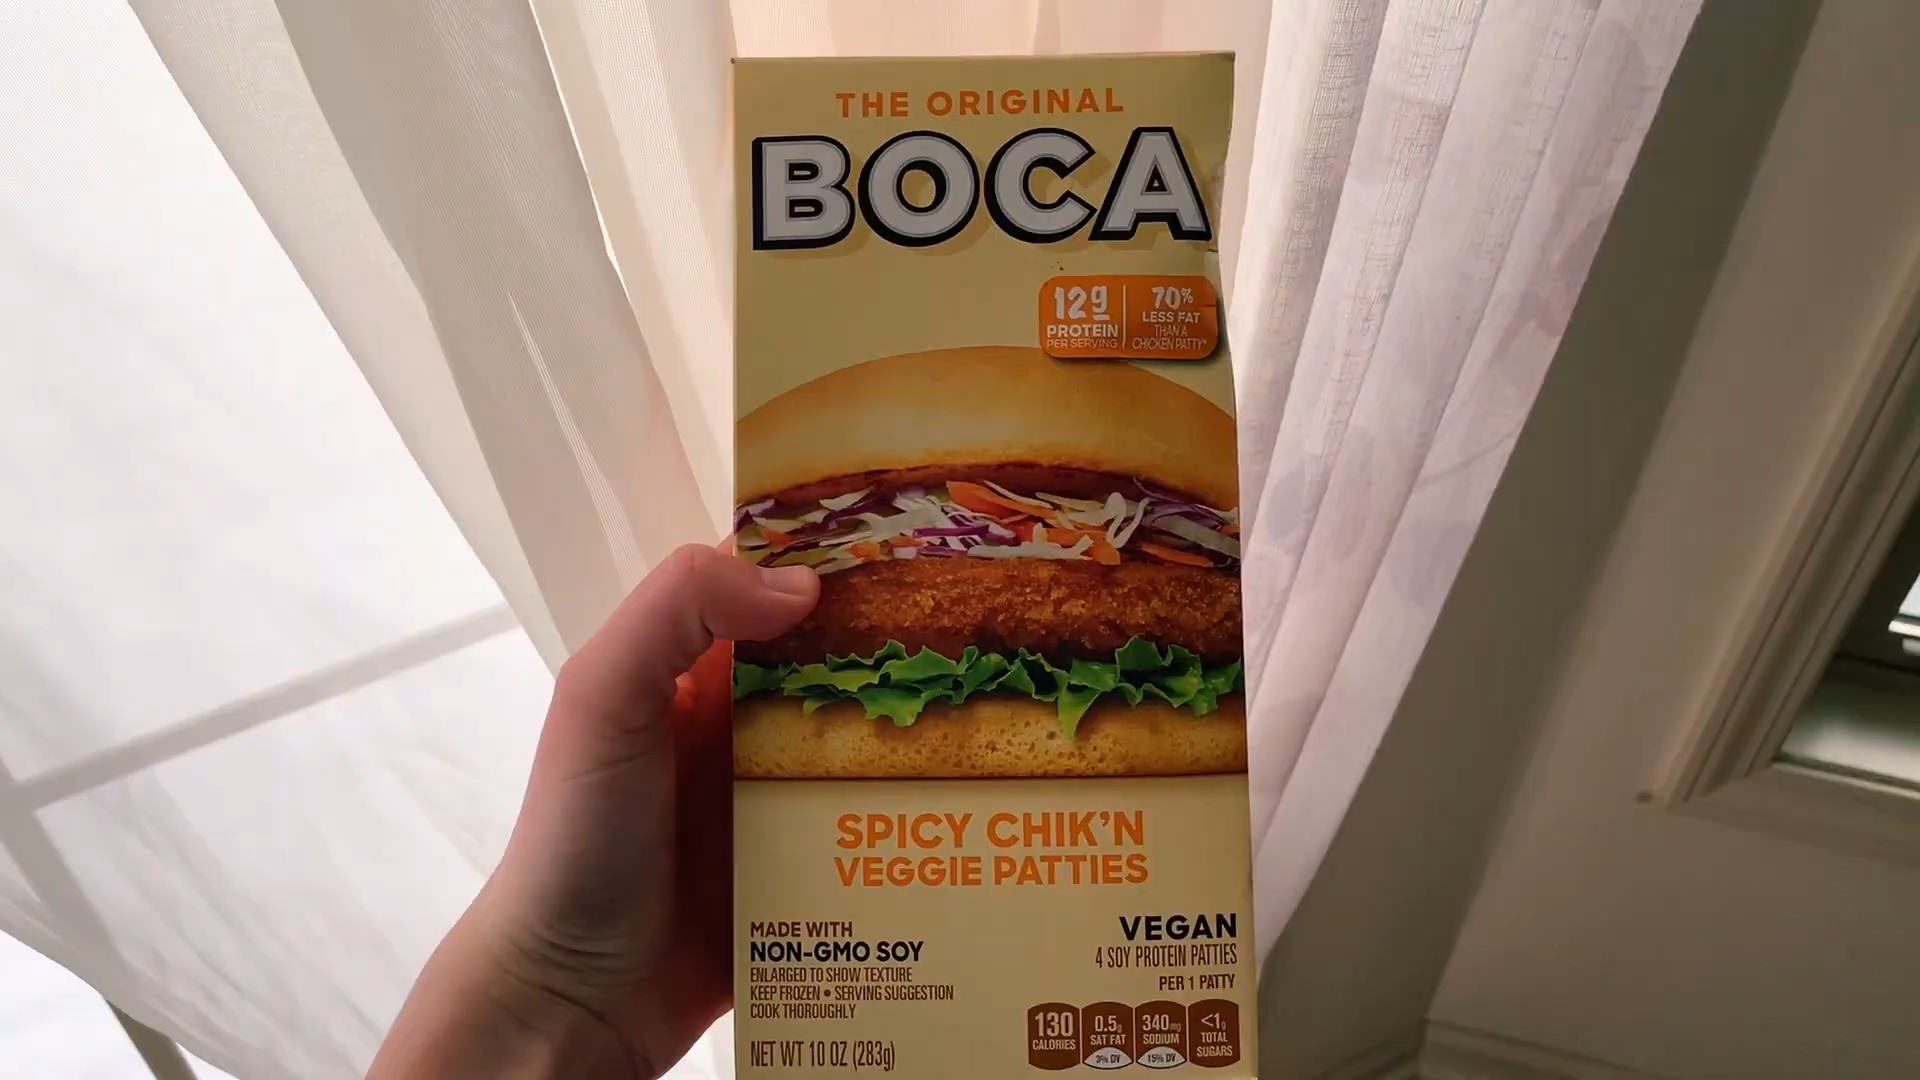 THE ORIGINAL
BOCA
12g
PROTEIN
PER SERVING
70%
LESS FAT
THAN A
CHICKEN PATTY*
SPICY CHIK'N
VEGGIE PATTIES
MADE WITH
NON-GMO SOY
ENLARGED TO SHOW TEXTURE
KEEP FROZEN • SERVING SUGGESTION
COOK THOROUGHLY
NET WT 10 OZ (283g)
VEGAN
4 SOY PROTEIN PATTIES
PER 1 PATTY
130
CALORIES
0.5g
SAT FAT
3% DV
340mg
SODIUM
15% DV
<1g
TOTAL
SUGARS